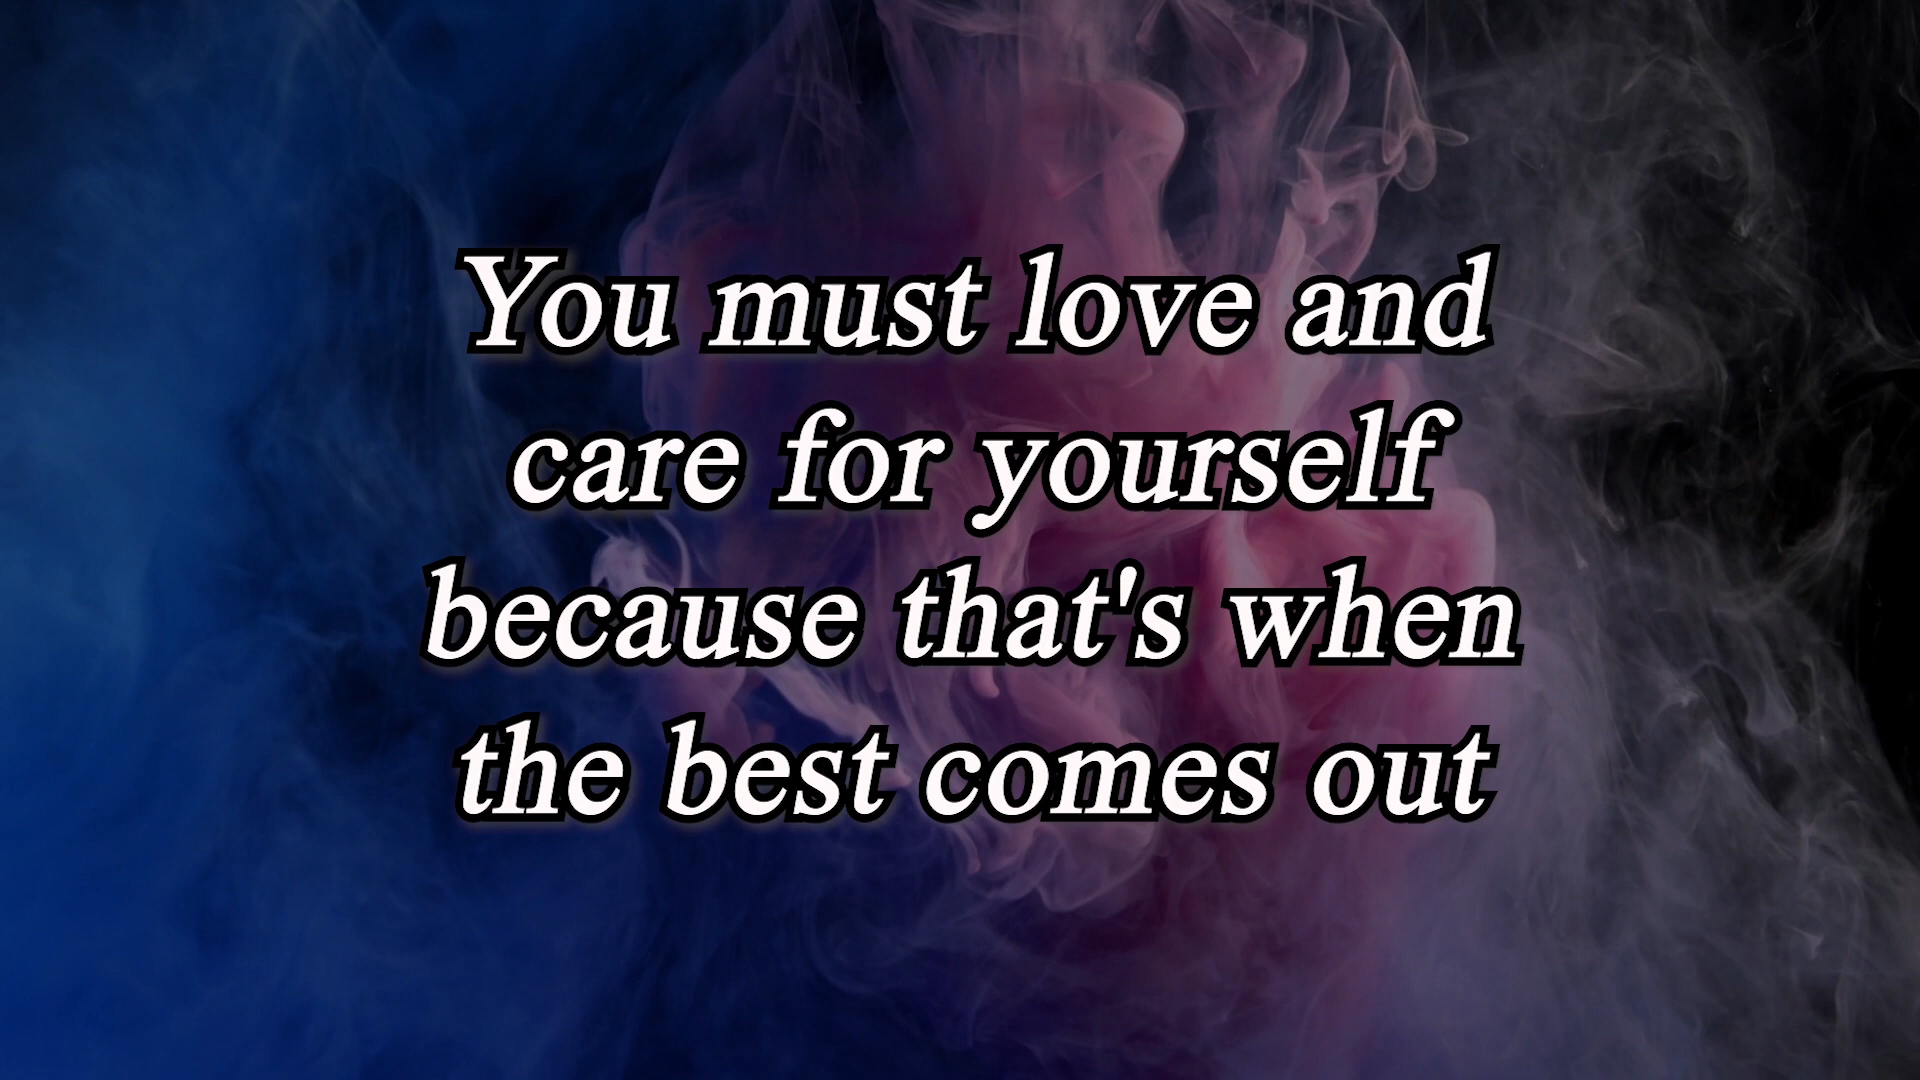 You must love and
care for yourself
because that's when
the best comes out